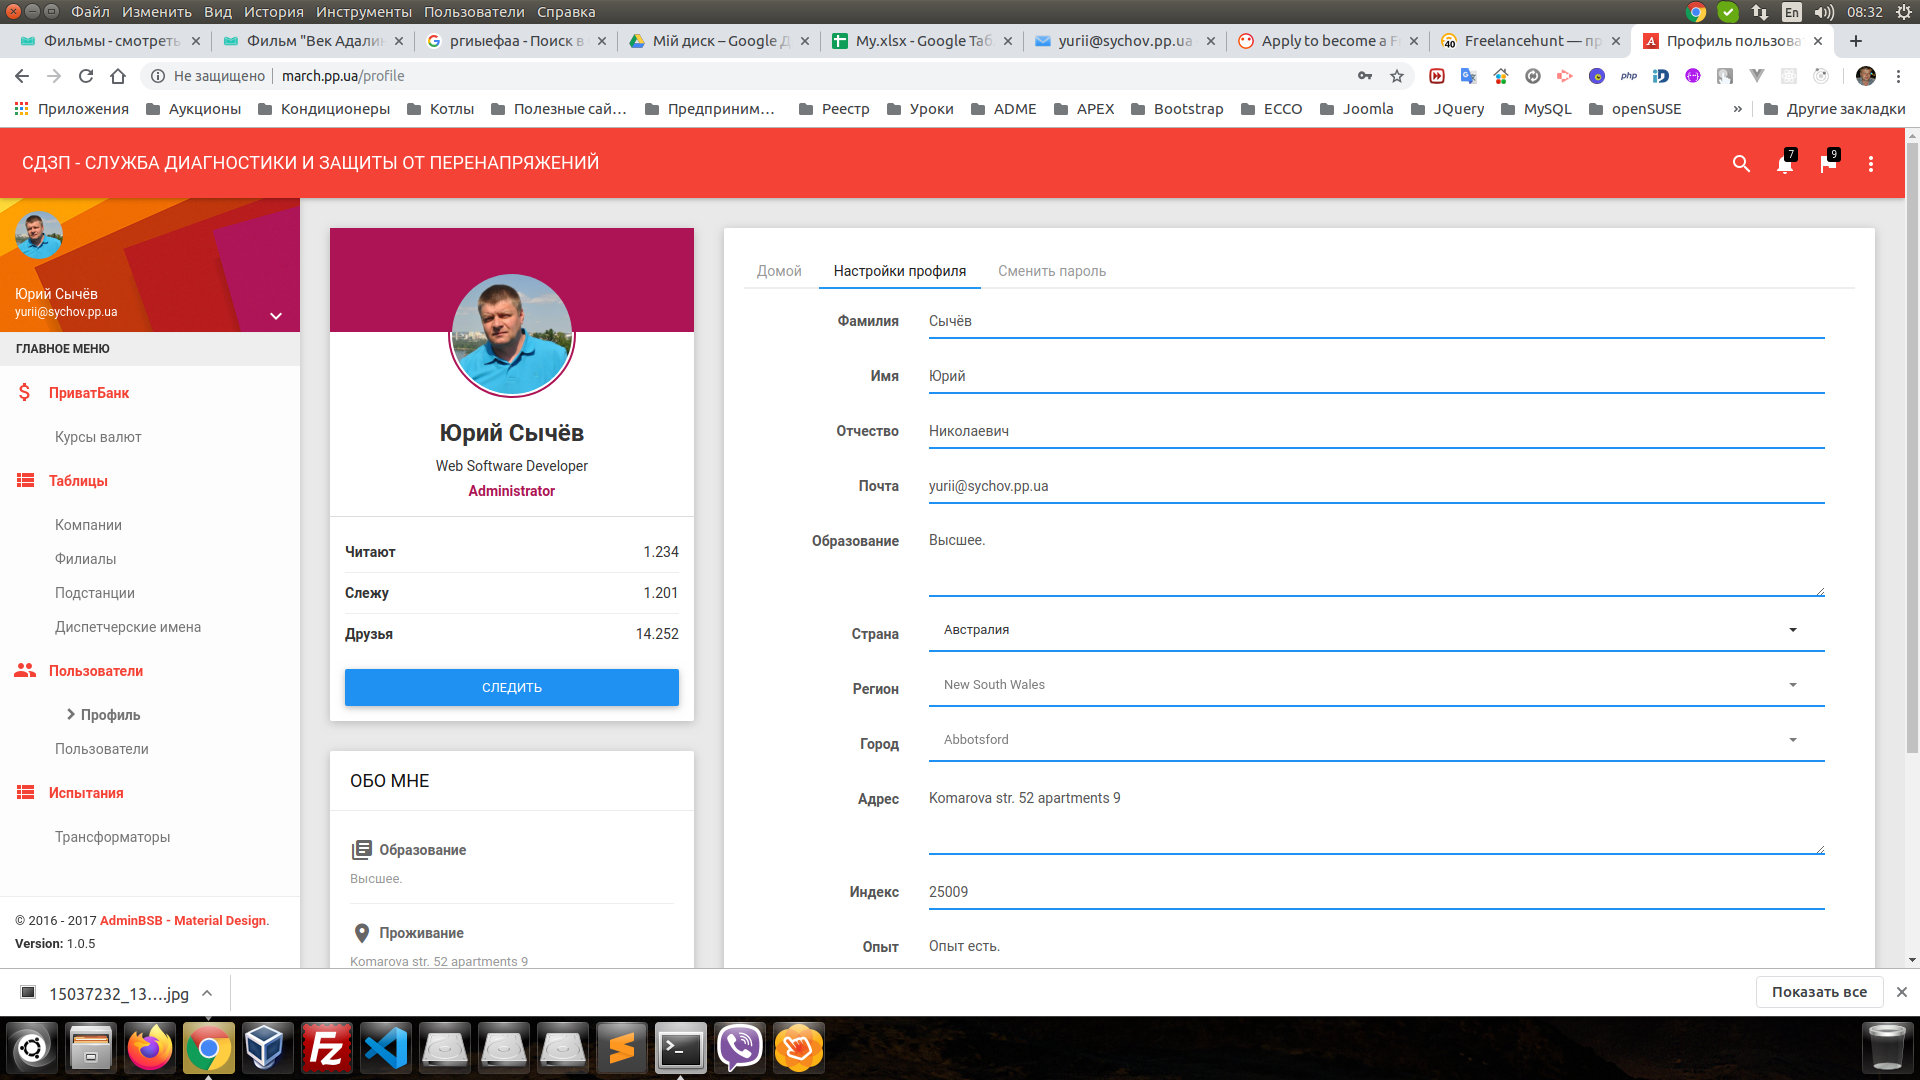 Файл Изменить Вид История Инструменты Пользователи Справка
En 08:32
Фильмы - смотреть
Фильм "Век Адали
prгиыефаа - Поиск в
Мій диск – Google Д
My.xlsx - Google Таб
yurii@sychov.pp.ua
Apply to become a F
40 Freelancehunt — пр
Профиль пользова
Не защищено march.pp.ua/profile
php
Приложения Аукционы Кондиционеры Котлы Полезные сай… Предприним… Реестр Уроки ADME APEX Bootstrap ECCO Joomla JQuery MySQL openSUSE » Другие закладки
СДЗП - СЛУЖБА ДИАГНОСТИКИ И ЗАЩИТЫ ОТ ПЕРЕНАПРЯЖЕНИЙ
7
9
Юрий Сычёв
yurii@sychov.pp.ua
ГЛАВНОЕ МЕНЮ
ПриватБанк
Курсы валют
Таблицы
Компании
Филиалы
Подстанции
Диспетчерские имена
Пользователи
Профиль
Пользователи
Испытания
Трансформаторы
© 2016 - 2017 AdminBSB - Material Design.
Version: 1.0.5
Юрий Сычёв
Web Software Developer
Administrator
Читают 1.234
Слежу 1.201
Друзья 14.252
СЛЕДИТЬ
ОБО МНЕ
Образование
Высшее.
Проживание
Komarova str. 52 apartments 9
Домой Настройки профиля Сменить пароль
Фамилия Сычёв
Имя Юрий
Отчество Николаевич
Почта yurii@sychov.pp.ua
Образование Высшее.
Страна Австралия
Регион New South Wales
Город Abbotsford
Адрес Komarova str. 52 apartments 9
Индекс 25009
Опыт Опыт есть.
15037232_13….jpg
Показать все
Fz